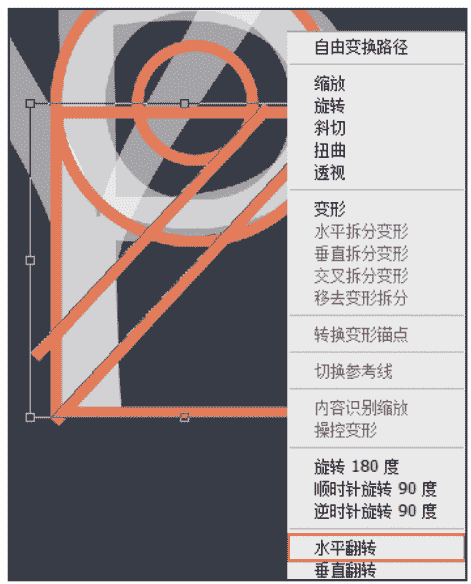 自由变换路径
缩放
旋转
斜切
扭曲
透视
变形
水平拆分变形
垂直拆分变形
交叉拆分变形
移去变形拆分
转换变形锚点
切换参考线
内容识别缩放
操控变形
旋转 180 度
顺时针旋转 90 度
逆时针旋转 90 度
水平翻转
垂直翻转